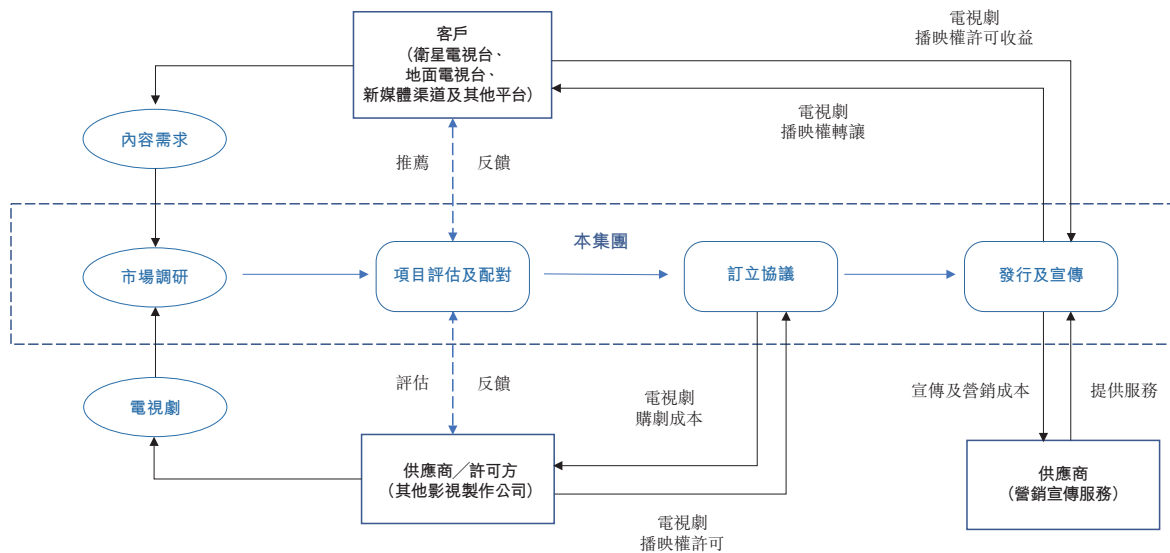 客戶
（衛星電視台、
地面電視台、
新媒體渠道及其他平台）
電視劇
播映權許可收益
電視劇
播映權轉讓
內容需求
推薦
反饋
本集團
市場調研
項目評估及配對
訂立協議
發行及宣傳
評估
反饋
電視劇
電視劇
購劇成本
宣傳及營銷成本
提供服務
供應商／許可方
（其他影視製作公司）
供應商
（營銷宣傳服務）
電視劇
播映權許可